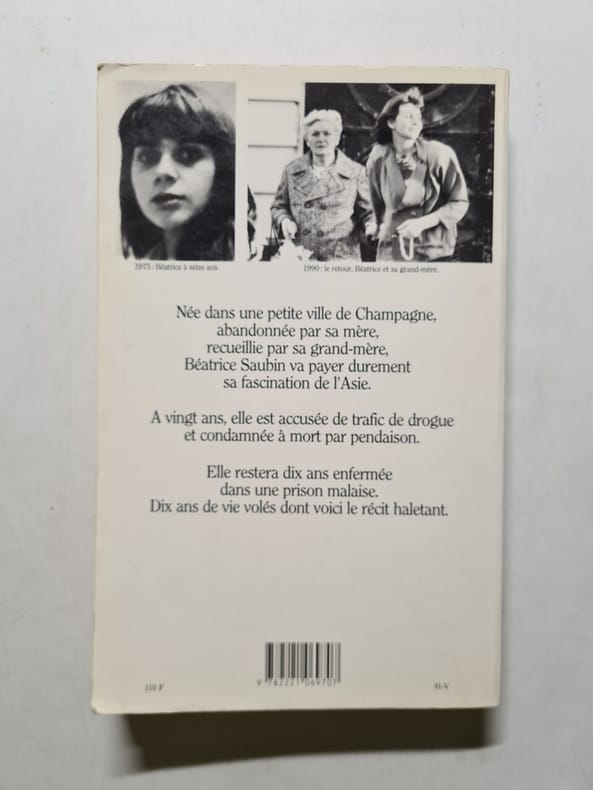 1975 : Béatrice à seize ans.
1990 : le retour, Béatrice et sa grand-mère.
Née dans une petite ville de Champagne,
abandonnée par sa mère,
recueillie par sa grand-mère,
Béatrice Saubin va payer durement
sa fascination de l'Asie.
A vingt ans, elle est accusée de trafic de drogue
et condamnée à mort par pendaison.
Elle restera dix ans enfermée
dans une prison malaise.
Dix ans de vie volés dont voici le récit haletant.
9 782221 069707
110 F
91-V